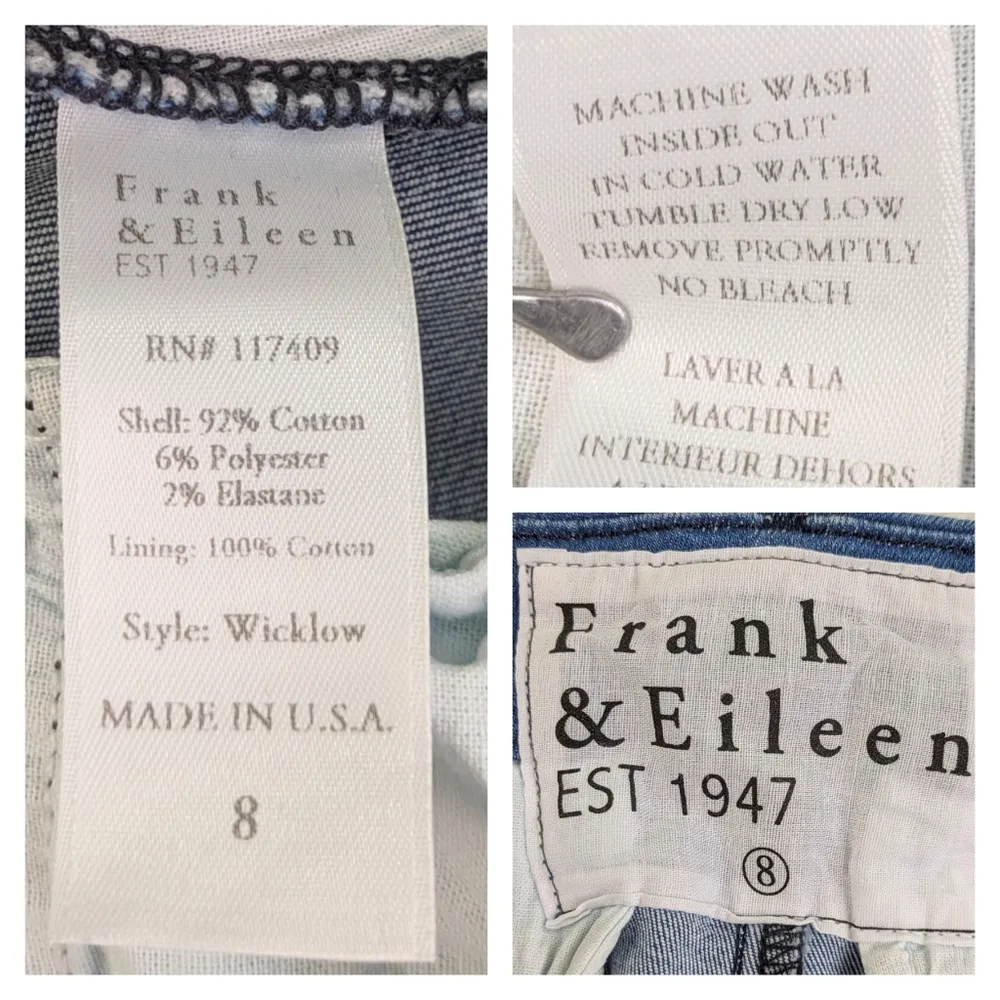 Frank
& Eileen
EST 1947
RN# 117409
Shell: 92% Cotton
6% Polyester
2% Elastane
Lining: 100% Cotton
Style: Wicklow
MADE IN U.S.A.
8
MACHINE WASH
INSIDE OUT
IN COLD WATER
TUMBLE DRY LOW
REMOVE PROMPTLY
NO BLEACH
LAVER A LA
MACHINE
INTERIEUR DEHORS
Frank
& Eileen
EST 1947
8